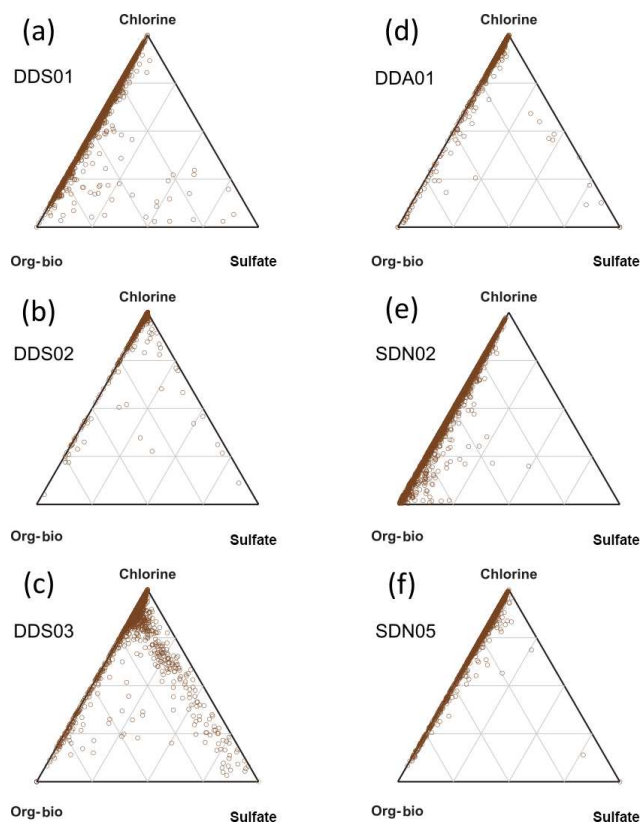 (a)
Chlorine
DDS01
Org-bio
Sulfate
(d)
Chlorine
DDA01
Org-bio
Sulfate
(b)
Chlorine
DDS02
Org-bio
Sulfate
(e)
Chlorine
SDN02
Org-bio
Sulfate
(c)
Chlorine
DDS03
Org-bio
Sulfate
(f)
Chlorine
SDN05
Org-bio
Sulfate